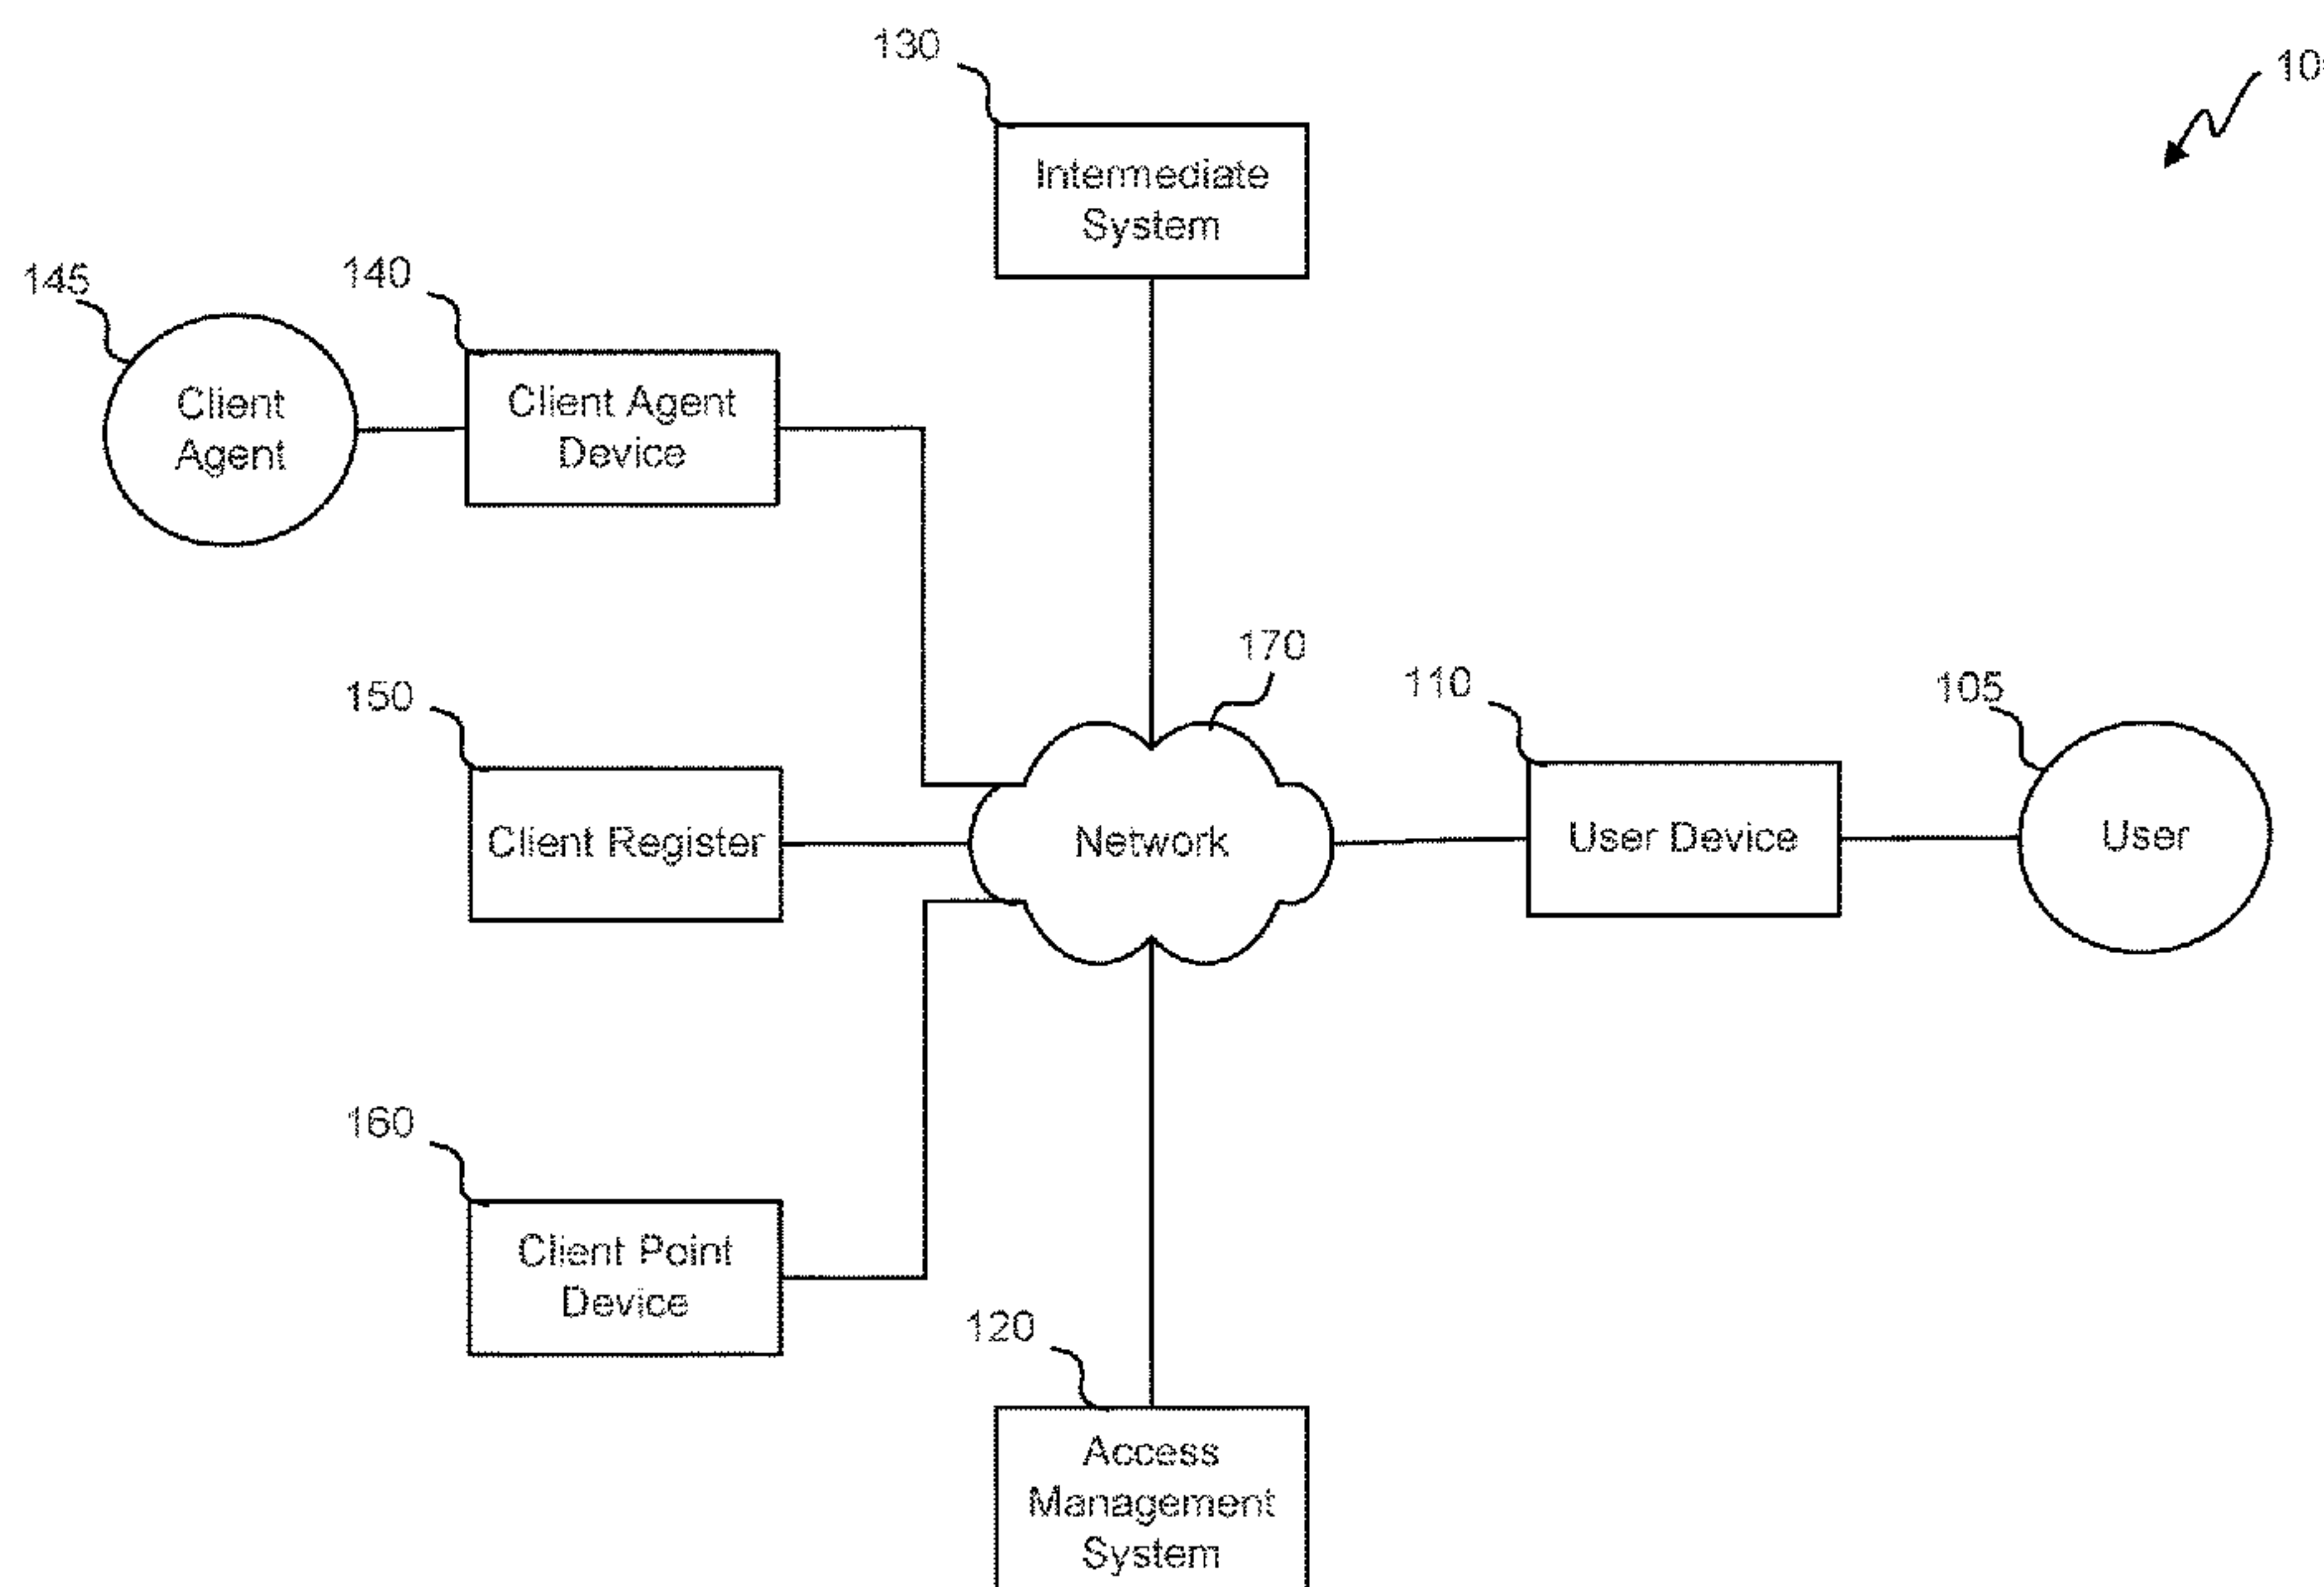 130
10
Intermediate
System
145
140
Client
Agent
Client Agent
Device
170
150
110
105
Client Register
Network
User Device
User
160
Client Point
Device
120
Access
Management
System